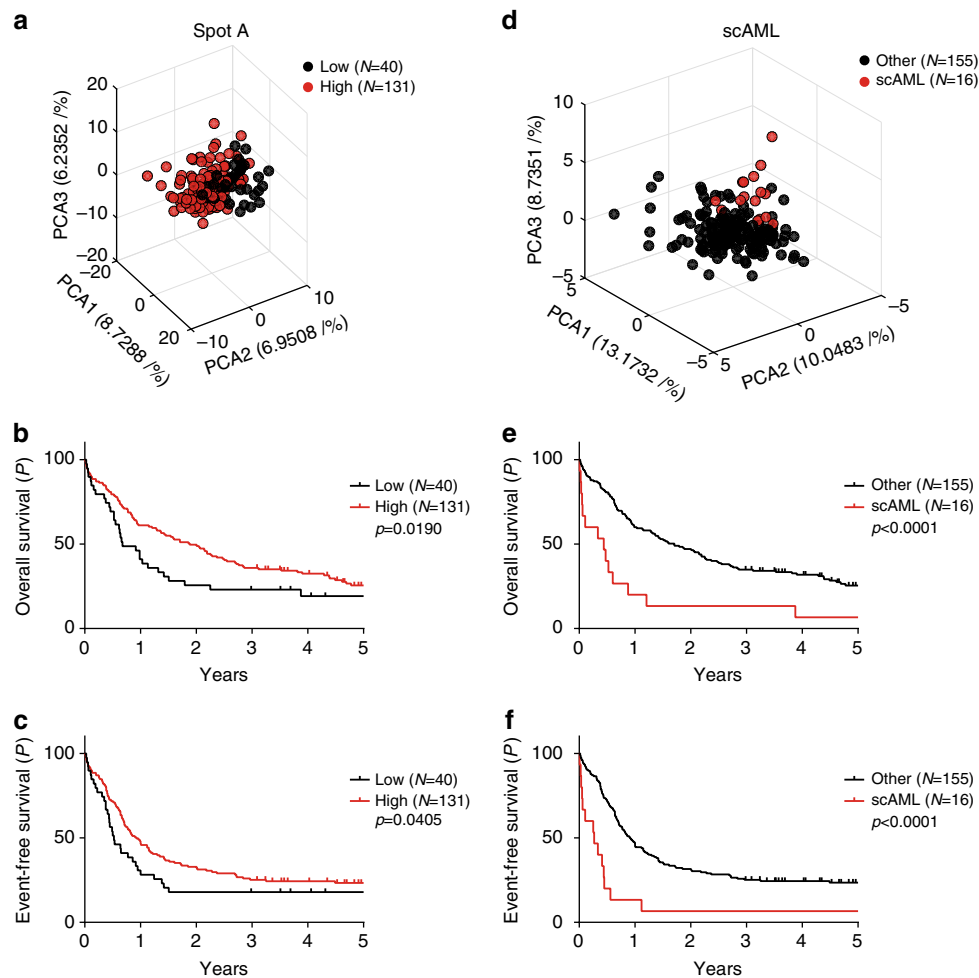 a
Spot A
Low (N=40)
High (N=131)
20
10
0
−10
−20
PCA3 (6.2352 /%)
−20
0
20
PCA1 (8.7288 /%)
−10
0
10
PCA2 (6.9508 /%)
d
scAML
Other (N=155)
scAML (N=16)
10
5
0
−5
PCA3 (8.7351 /%)
5
0
−5
PCA1 (13.1732 /%)
5
0
−5
PCA2 (10.0483 /%)
b
100
50
0
Overall survival (P)
Low (N=40)
High (N=131)
p=0.0190
0 1 2 3 4 5
Years
e
100
50
0
Overall survival (P)
Other (N=155)
scAML (N=16)
p<0.0001
0 1 2 3 4 5
Years
c
100
50
0
Event-free survival (P)
Low (N=40)
High (N=131)
p=0.0405
0 1 2 3 4 5
Years
f
100
50
0
Event-free survival (P)
Other (N=155)
scAML (N=16)
p<0.0001
0 1 2 3 4 5
Years